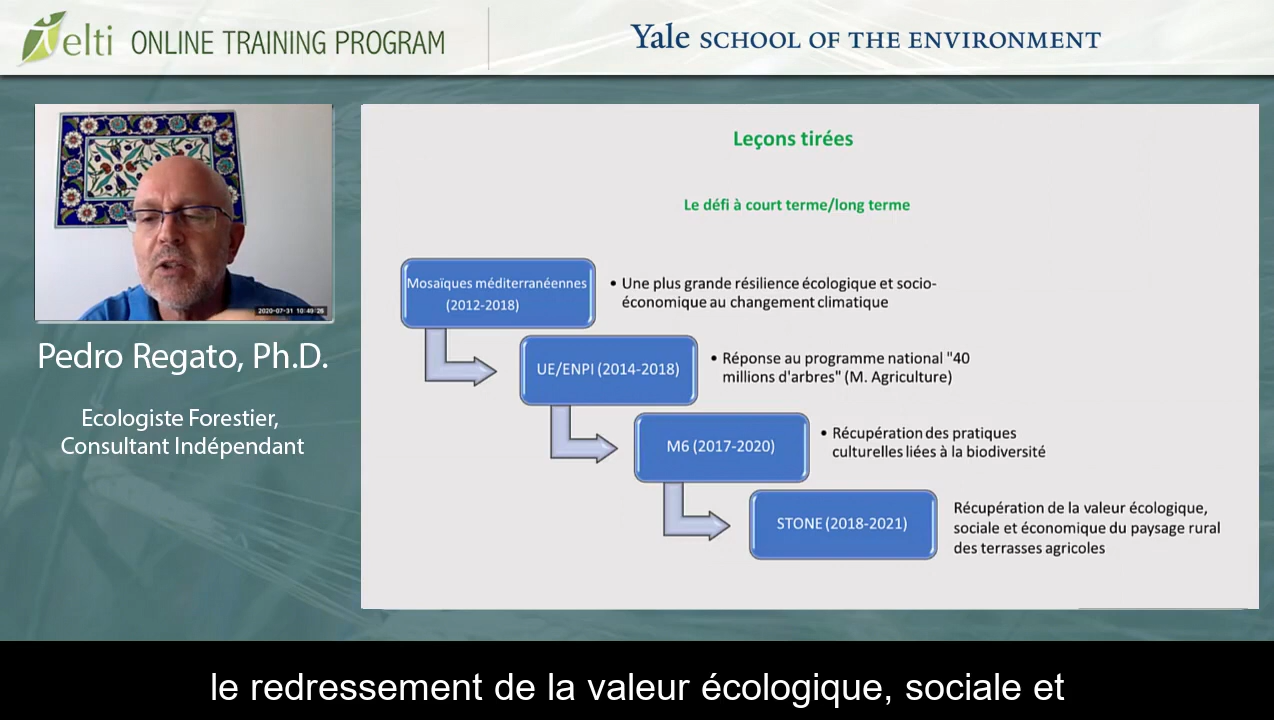 elti ONLINE TRAINING PROGRAM
Yale SCHOOL OF THE ENVIRONMENT
2020-07-31 10:49:26
Pedro Regato, Ph.D.
Ecologiste Forestier,
Consultant Indépendant
Leçons tirées
Le défi à court terme/long terme
Mosaïques méditerranéennes
(2012-2018)
• Une plus grande résilience écologique et socio-
économique au changement climatique
UE/ENPI (2014-2018)
• Réponse au programme national "40
millions d'arbres" (M. Agriculture)
M6 (2017-2020)
• Récupération des pratiques
culturelles liées à la biodiversité
STONE (2018-2021)
Récupération de la valeur écologique,
sociale et économique du paysage rural
des terrasses agricoles
le redressement de la valeur écologique, sociale et